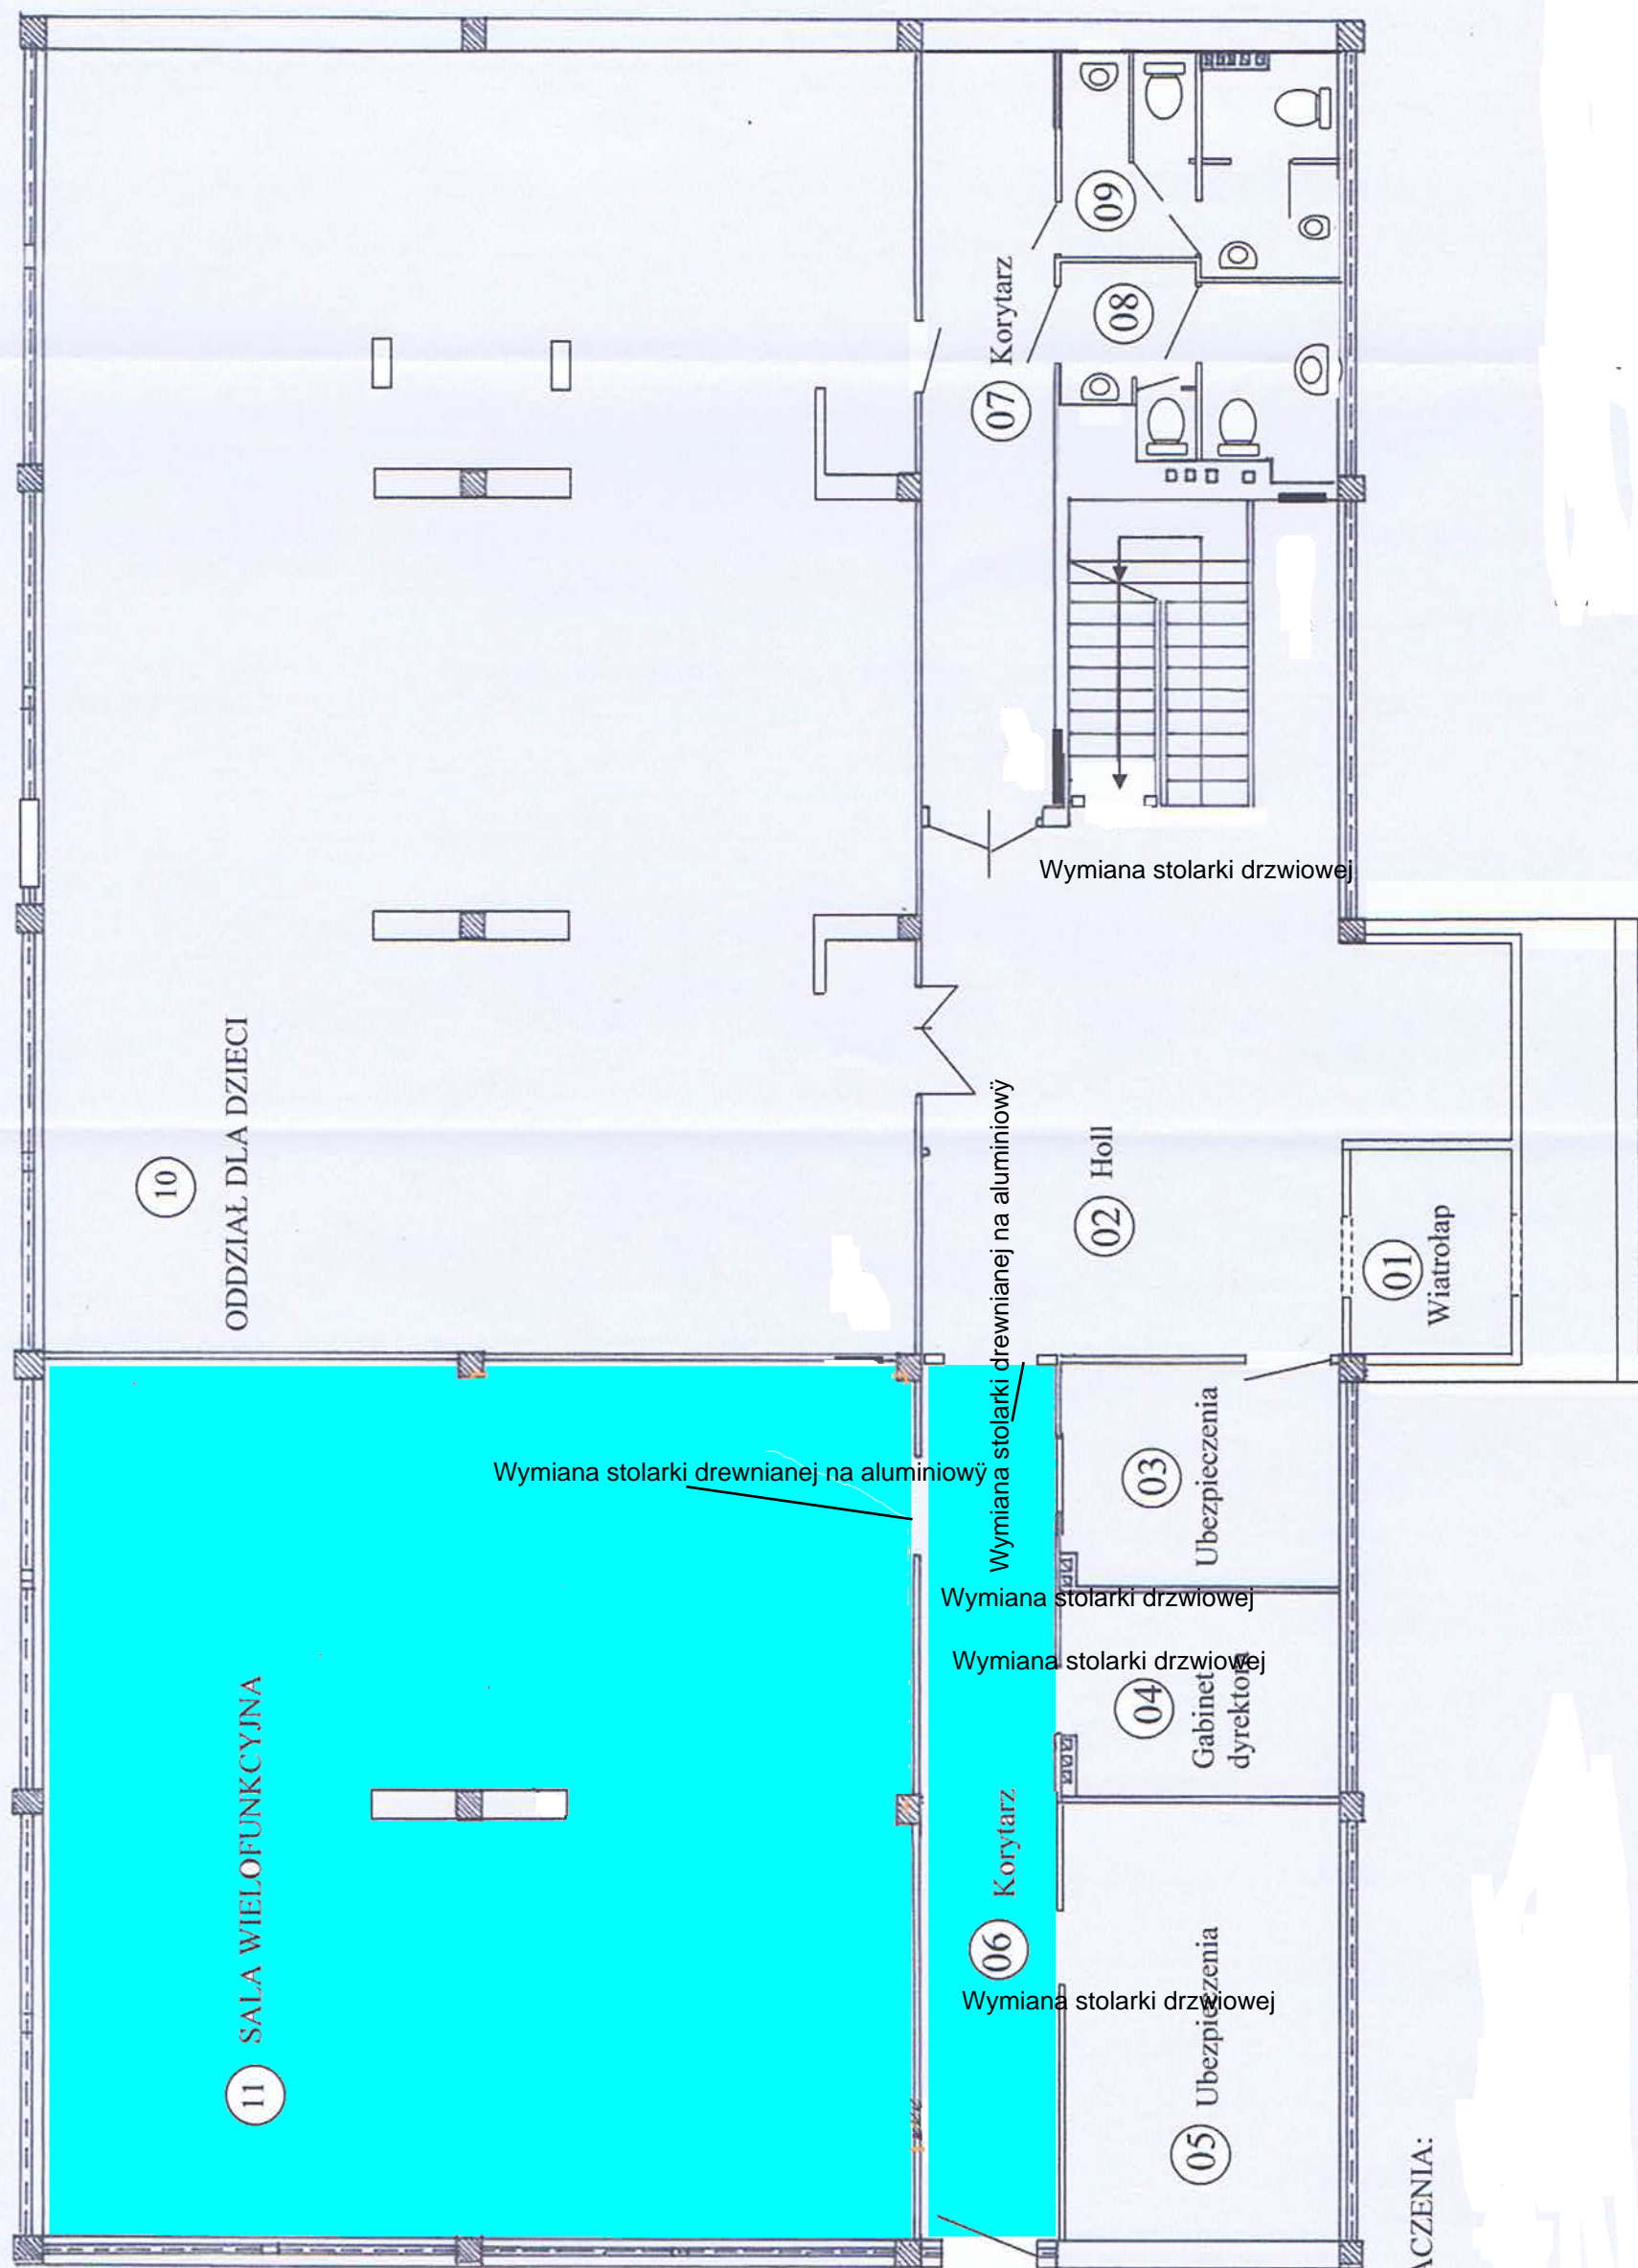 09
08
07 Korytarz
Wymiana stolarki drzwiowej
10
ODDZIAŁ DLA DZIECI
Wymiana stolarki drewnianej na aluminiowÿ
02 Holl
01
Wiatrołap
Wymiana stolarki drewnianej na aluminiowÿ
03
Ubezpieczenia
Wymiana stolarki drzwiowej
Wymiana stolarki drzwiowej
04
Gabinet
dyrektora
11 SALA WIELOFUNKCYJNA
06 Korytarz
Wymiana stolarki drzwiowej
05 Ubezpieczenia
ACZENIA: